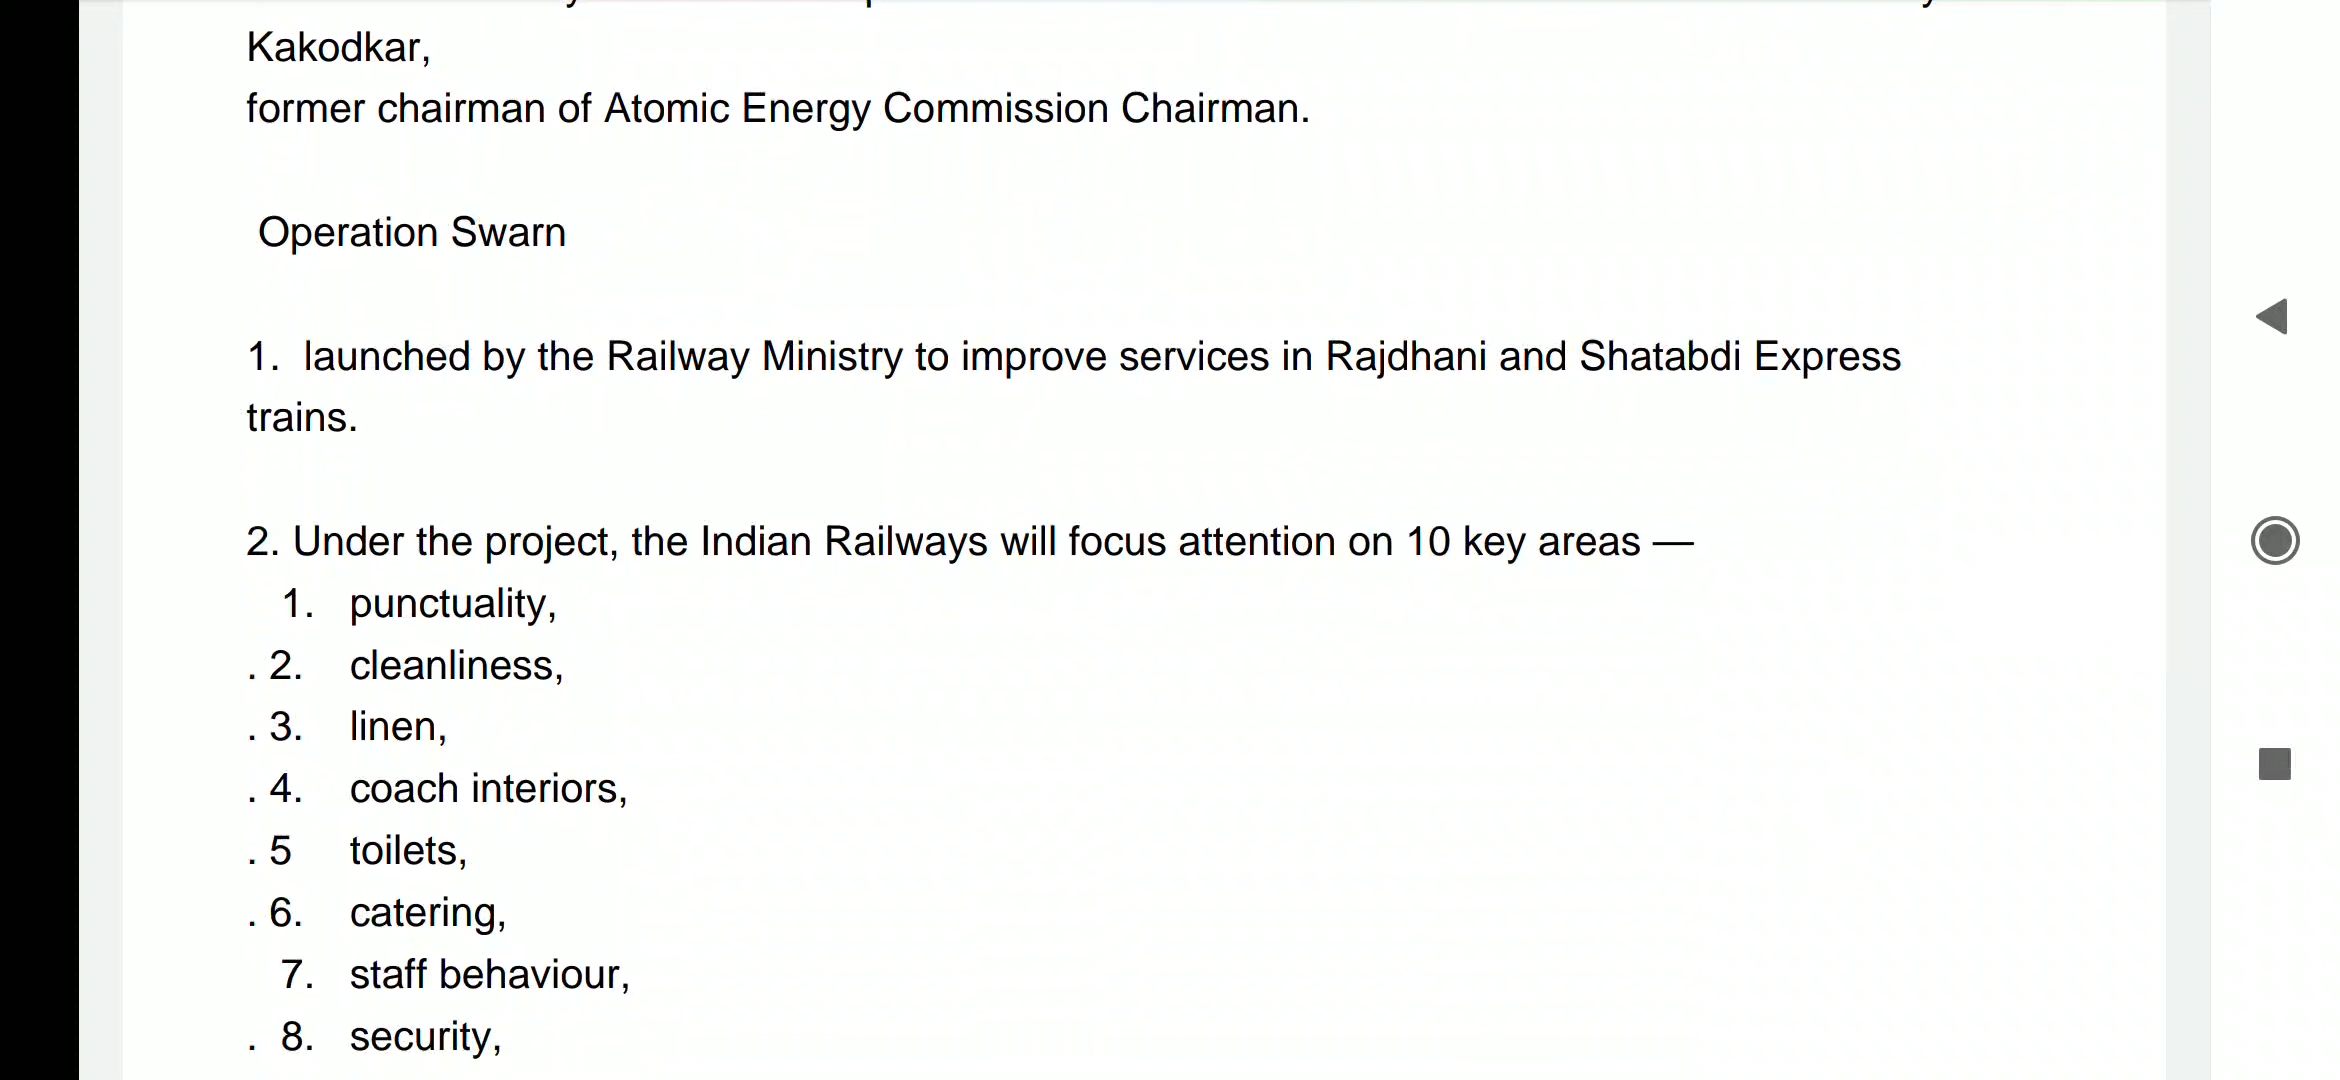 Kakodkar,
former chairman of Atomic Energy Commission Chairman.
Operation Swarn
1. launched by the Railway Ministry to improve services in Rajdhani and Shatabdi Express
trains.
2. Under the project, the Indian Railways will focus attention on 10 key areas —
1. punctuality,
. 2. cleanliness,
. 3. linen,
. 4. coach interiors,
. 5 toilets,
. 6. catering,
7. staff behaviour,
. 8. security,